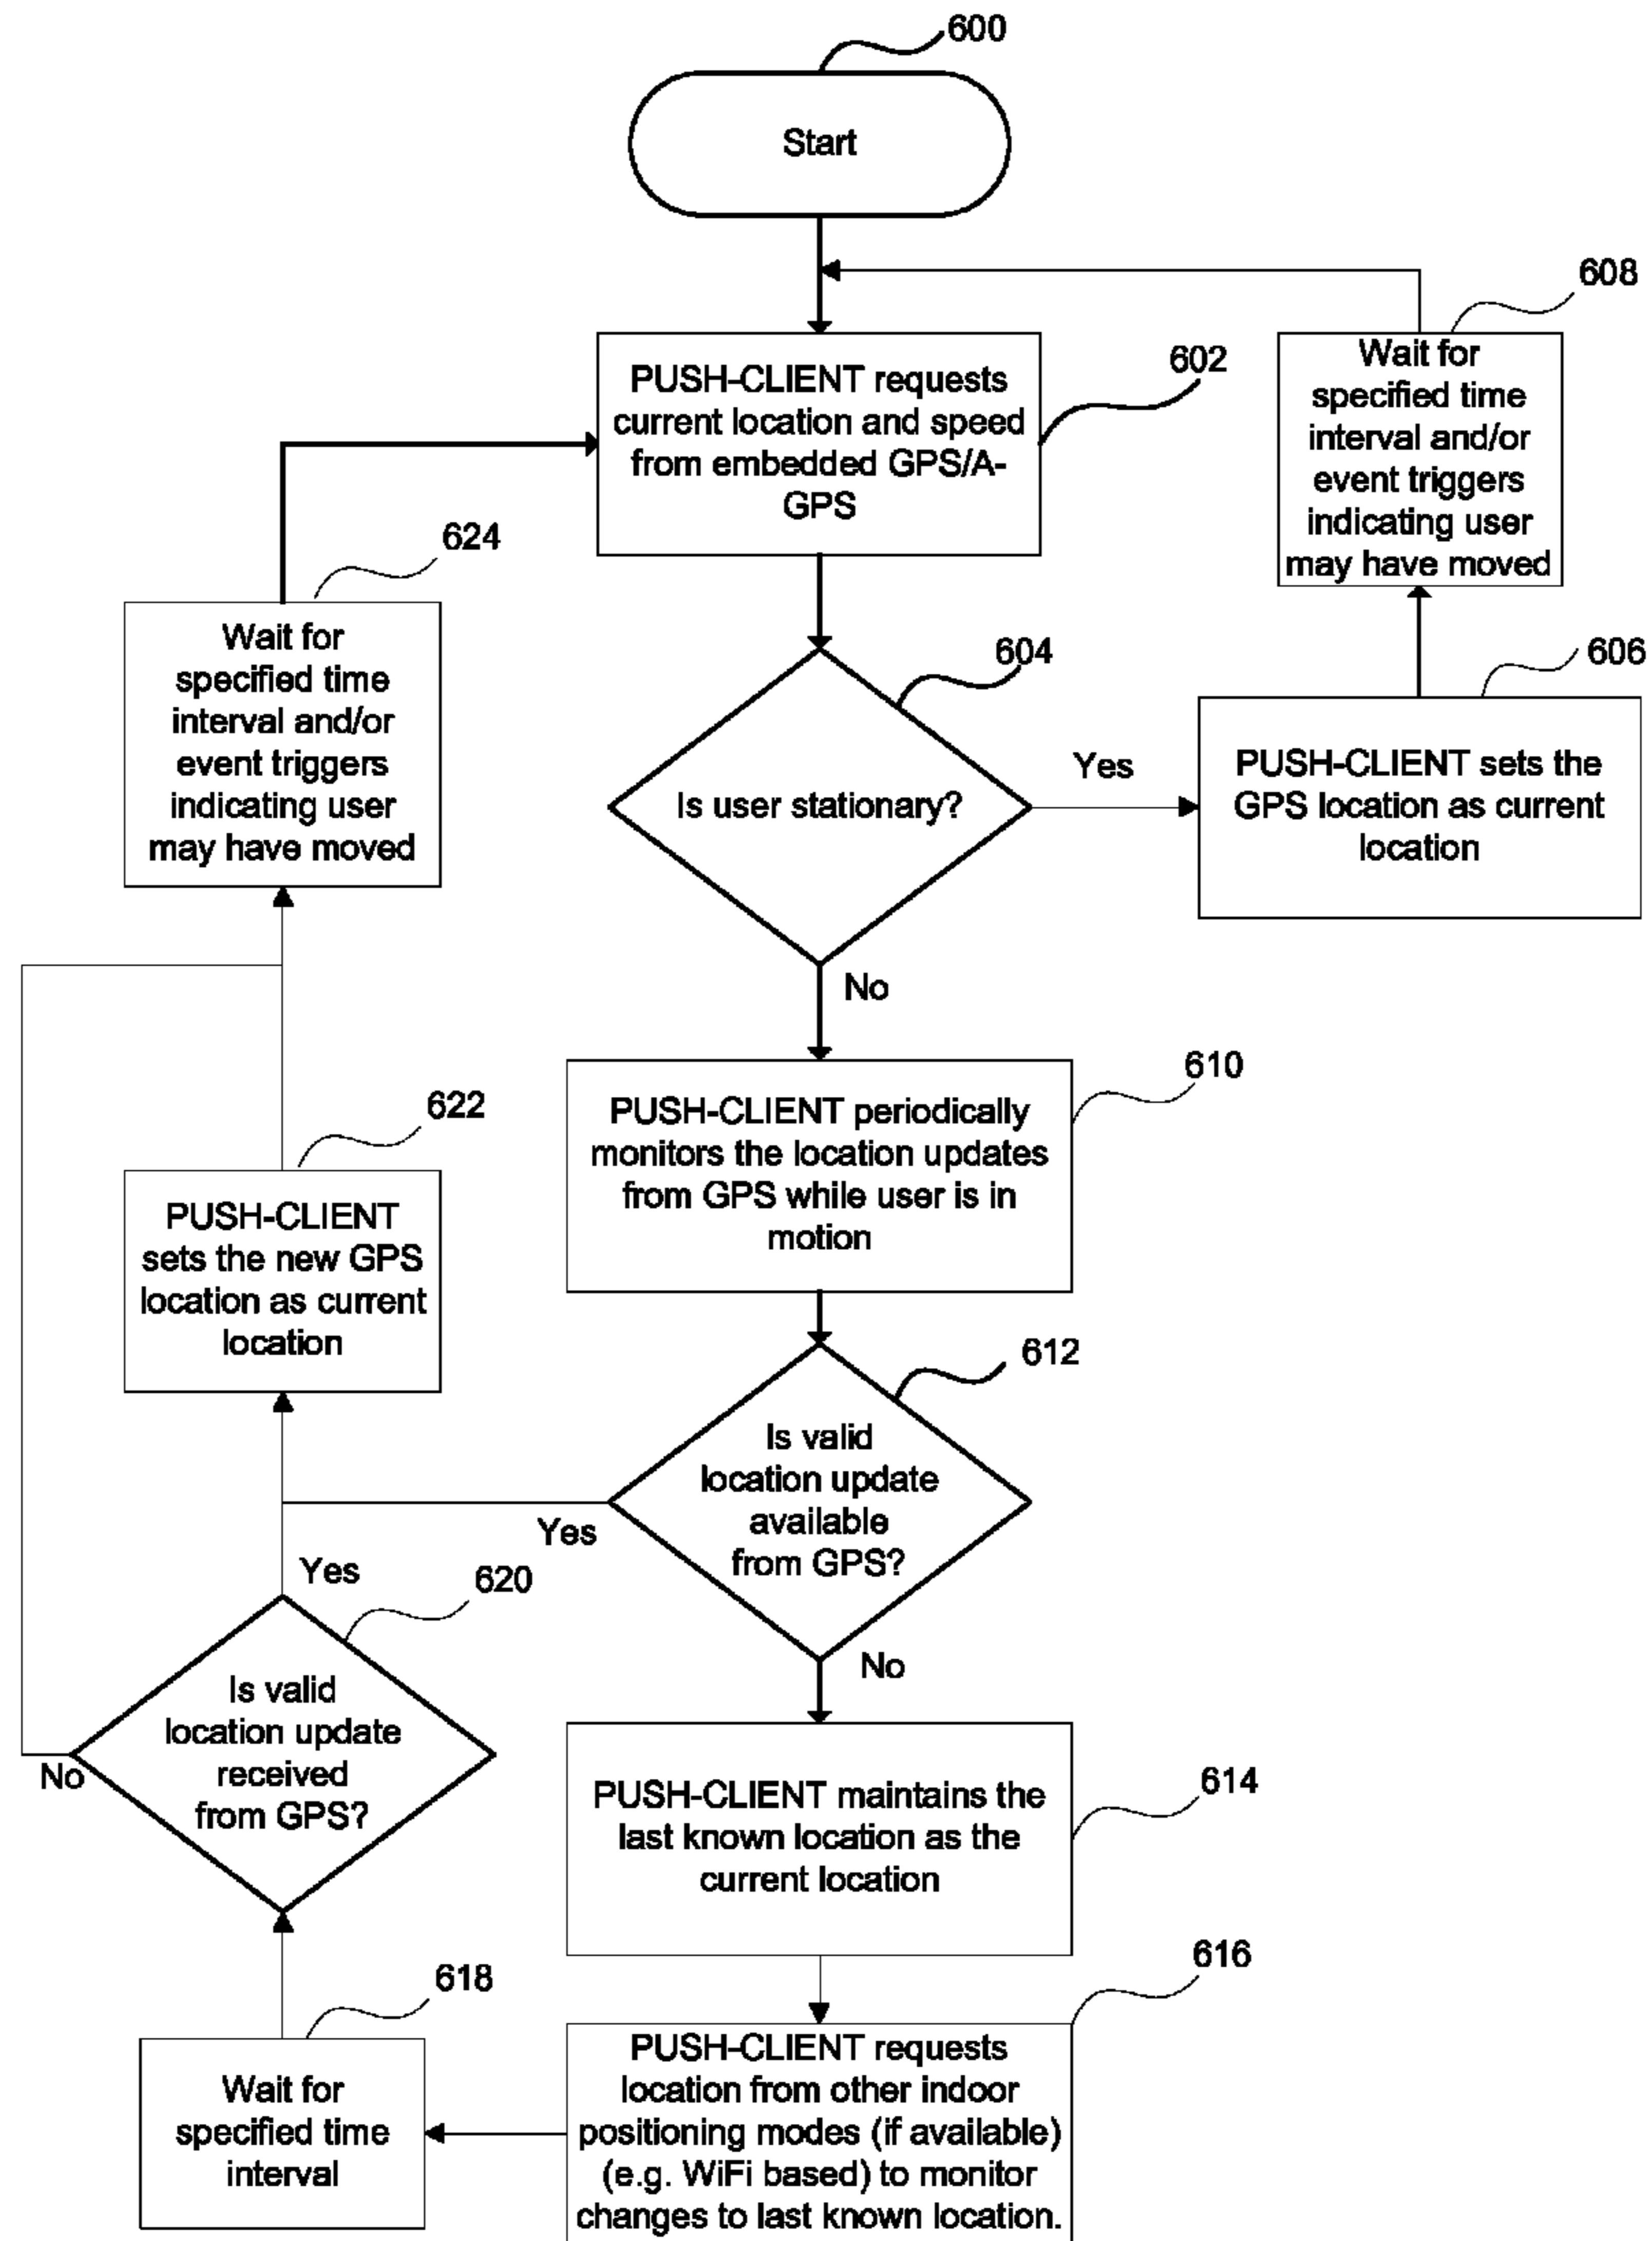 600
Start
608
Wait for
specified time
interval and/or
event triggers
indicating user
may have moved
602
PUSH-CLIENT requests
current location and speed
from embedded GPS/A-
GPS
624
Wait for
specified time
interval and/or
event triggers
indicating user
may have moved
604
Is user stationary?
Yes
606
PUSH-CLIENT sets the
GPS location as current
location
No
610
PUSH-CLIENT periodically
monitors the location updates
from GPS while user is in
motion
622
PUSH-CLIENT
sets the new GPS
location as current
location
612
Is valid
location update
available
from GPS?
Yes
Yes
620
Is valid
location update
received
from GPS?
No
No
614
PUSH-CLIENT maintains the
last known location as the
current location
616
PUSH-CLIENT requests
location from other indoor
positioning modes (if available)
(e.g. WiFi based) to monitor
changes to last known location.
618
Wait for
specified time
interval